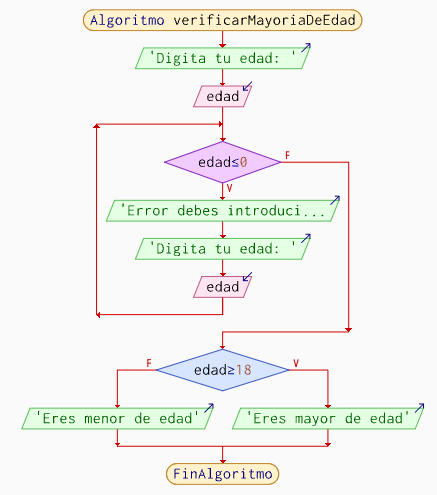 Algoritmo verificarMayoriaDeEdad
'Digita tu edad: '
edad
edad≤0
F
V
'Error debes introduci...
'Digita tu edad: '
edad
edad≥18
F
V
'Eres menor de edad'
'Eres mayor de edad'
FinAlgoritmo